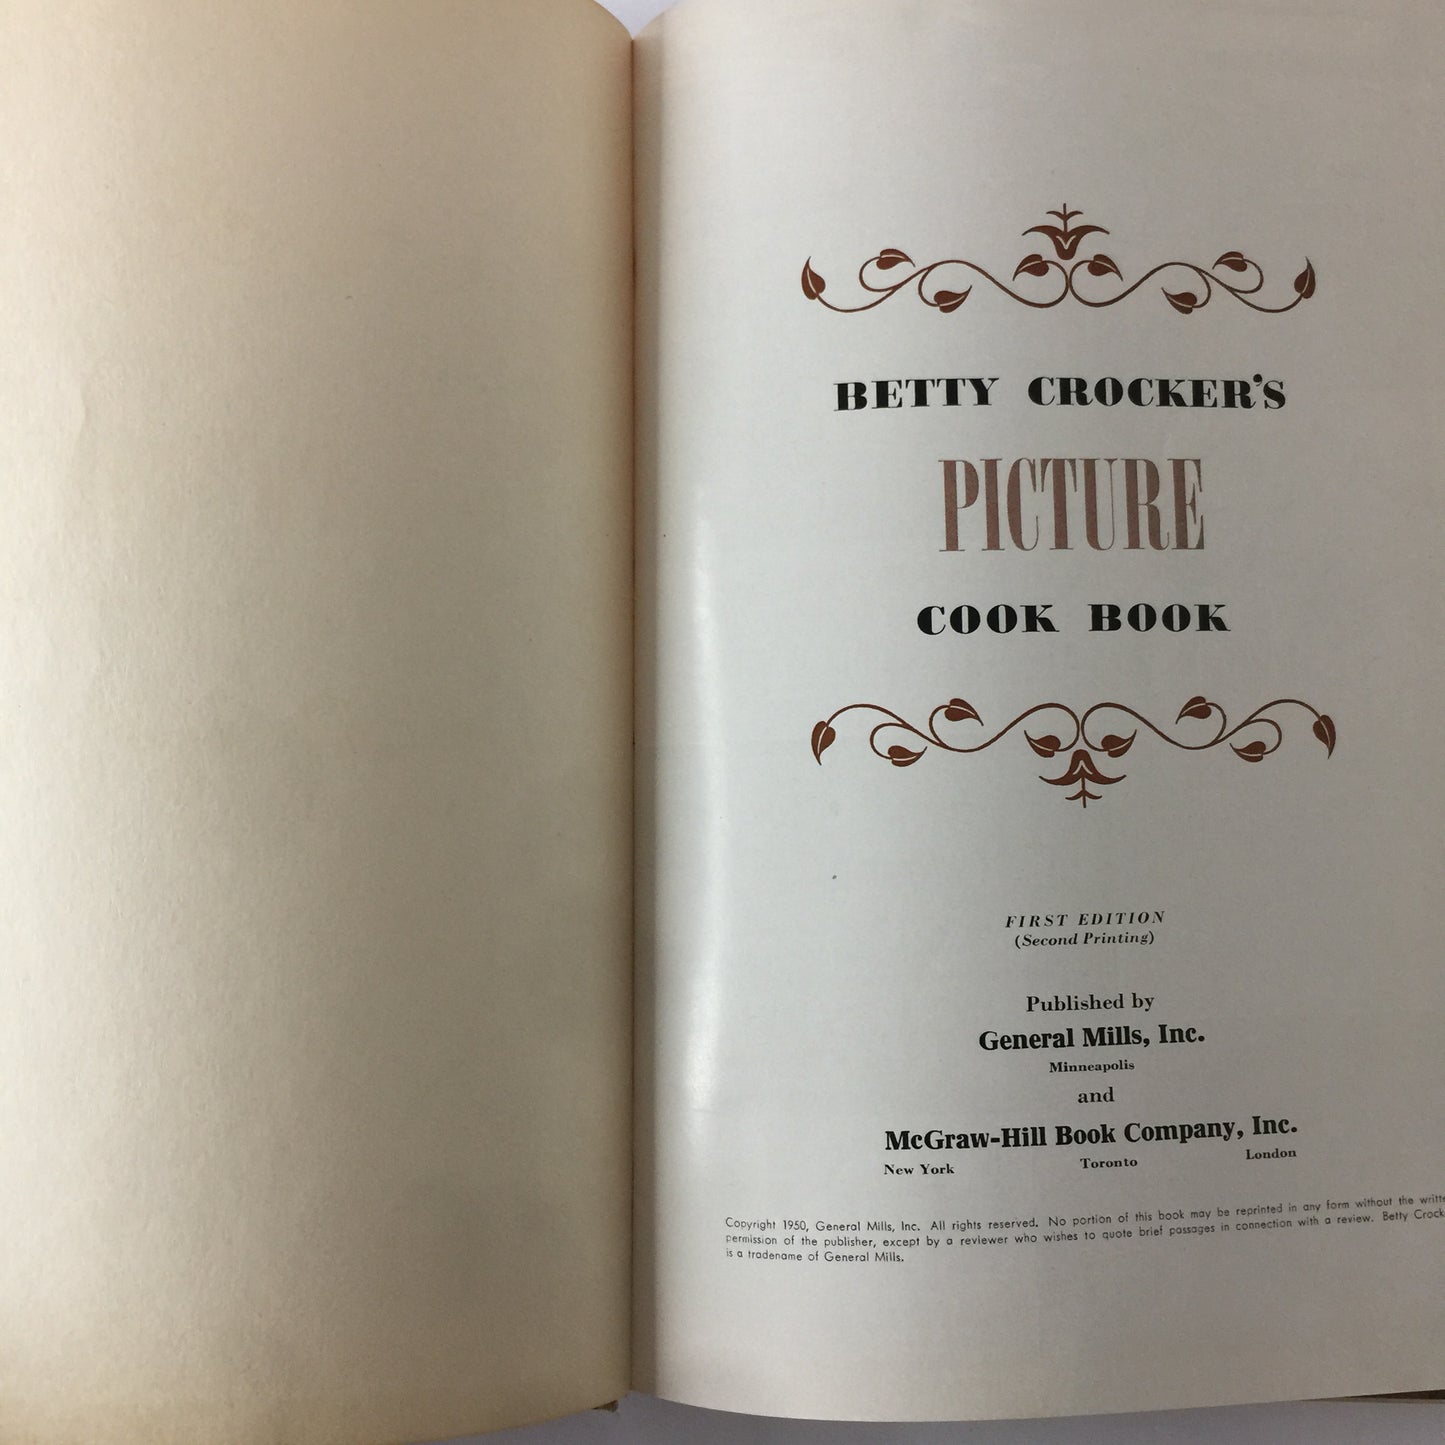 BETTY CROCKER'S
PICTURE
COOK BOOK
FIRST EDITION
(Second Printing)
Published by
General Mills, Inc.
Minneapolis
and
McGraw-Hill Book Company, Inc.
New York Toronto London
Copyright 1950, General Mills, Inc. All rights reserved. No portion of this book may be reprinted in any form without the
permission of the publisher, except by a reviewer who wishes to quote brief passages in connection with a review. Betty
is a tradename of General Mills.